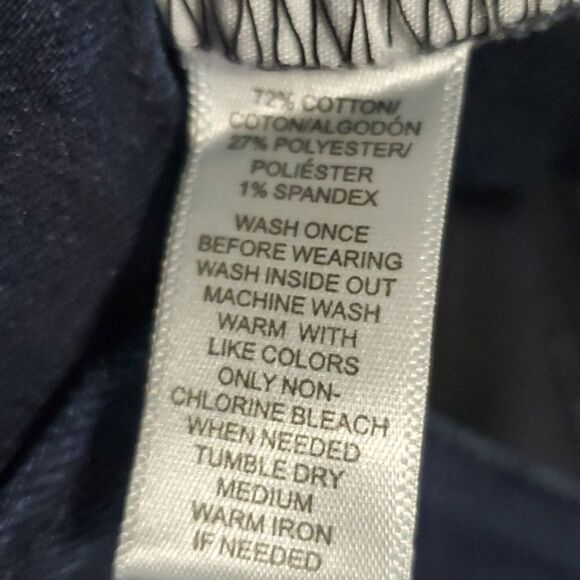 72% COTTON/
COTON/ALGODÓN
27% POLYESTER/
POLIÉSTER
1% SPANDEX
WASH ONCE
BEFORE WEARING
WASH INSIDE OUT
MACHINE WASH
WARM WITH
LIKE COLORS
ONLY NON-
CHLORINE BLEACH
WHEN NEEDED
TUMBLE DRY
MEDIUM
WARM IRON
IF NEEDED